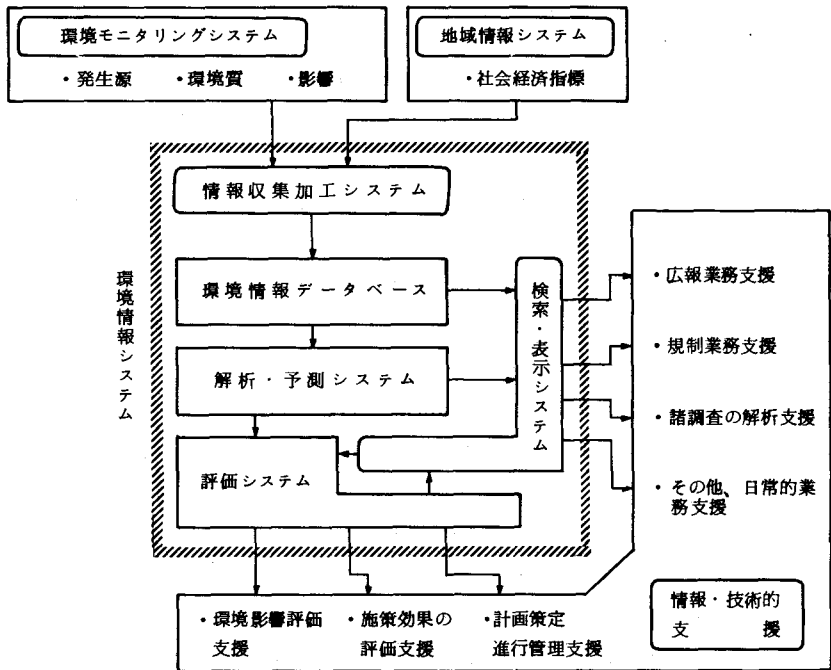 環境モニタリングシステム
・発生源 ・環境質 ・影響
地域情報システム
・社会経済指標
情報収集加工システム
環境情報データベース
解析・予測システム
評価システム
検索・表示システム
環境情報システム
・広報業務支援
・規制業務支援
・諸調査の解析支援
・その他、日常的業
務支援
・環境影響評価
支援
・施策効果の
評価支援
・計画策定
進行管理支援
情報・技術的
支援